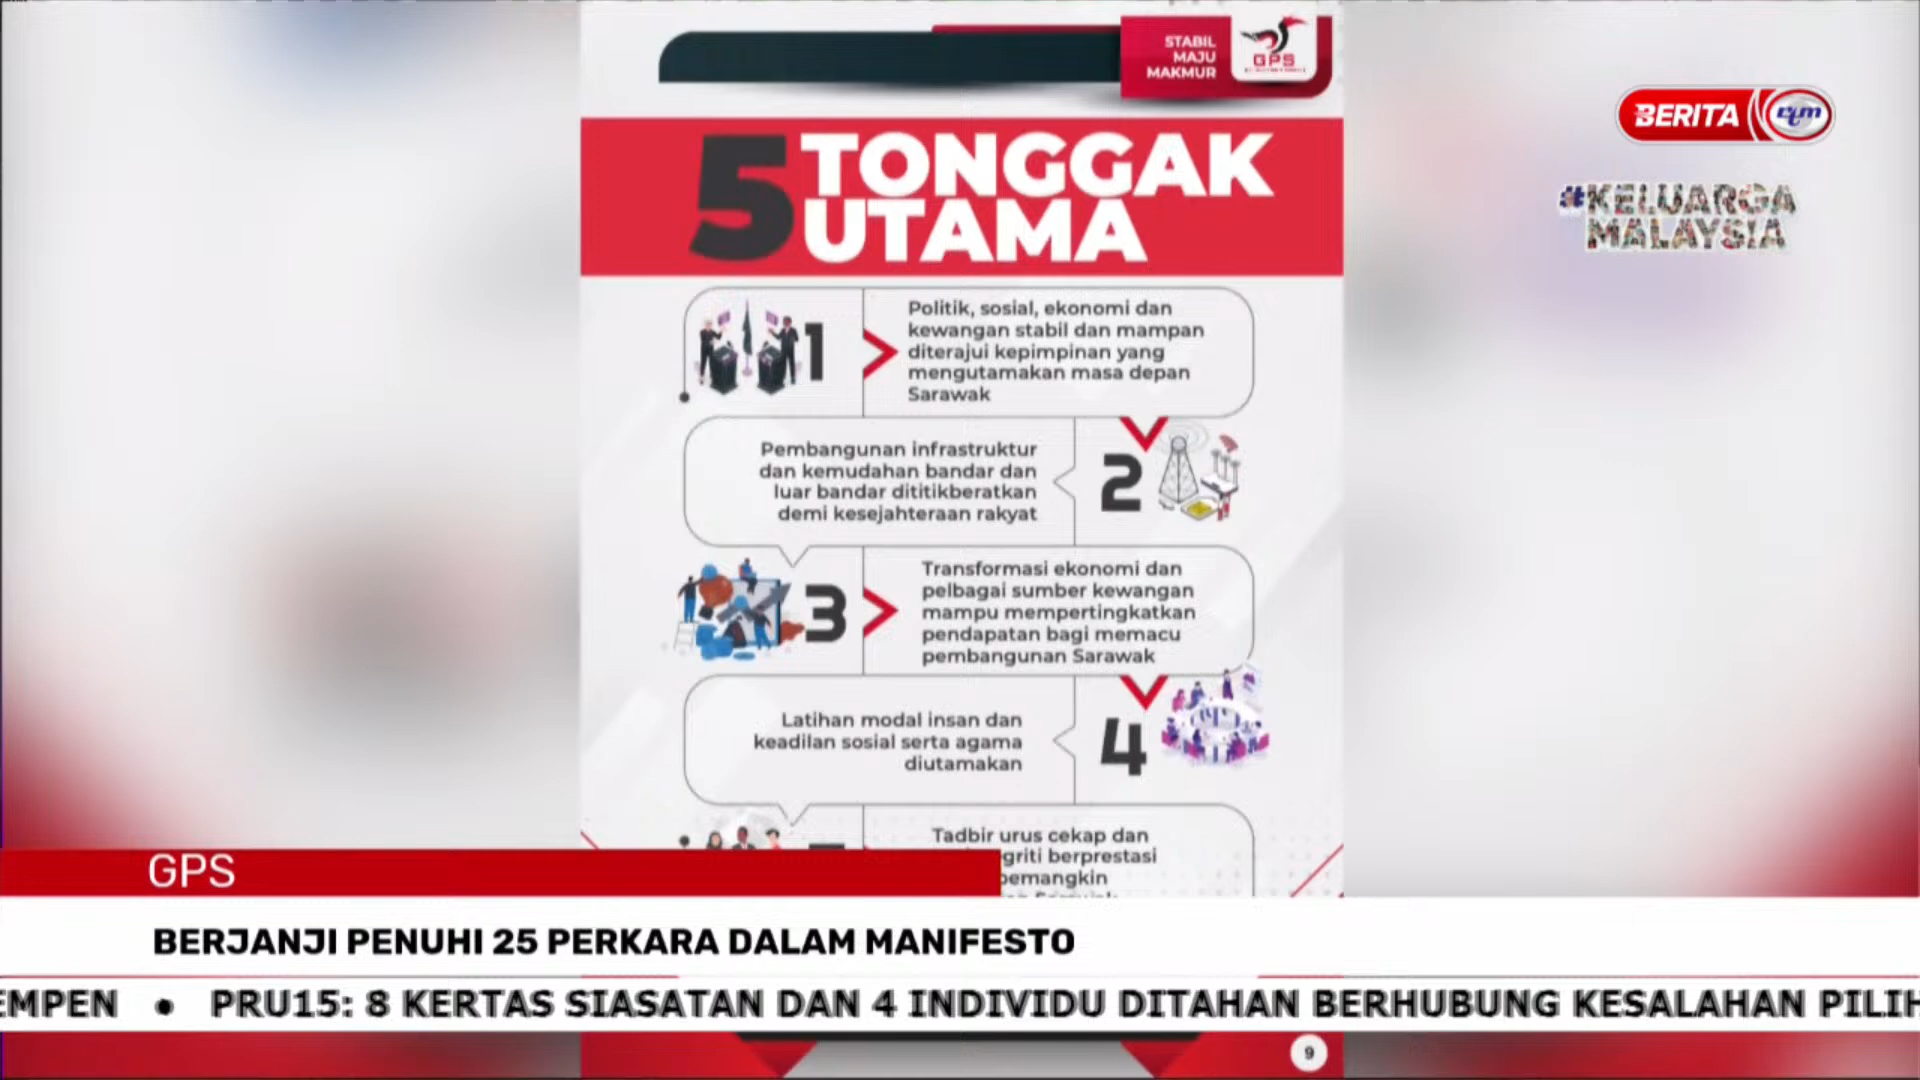 STABIL
MAJU
MAKMUR
GPS
BERITA rtm
#KELUARGA
MALAYSIA
5 TONGGAK
UTAMA
1
Politik, sosial, ekonomi dan
kewangan stabil dan mampan
diterajui kepimpinan yang
mengutamakan masa depan
Sarawak
Pembangunan infrastruktur
dan kemudahan bandar dan
luar bandar dititikberatkan
demi kesejahteraan rakyat
2
3
Transformasi ekonomi dan
pelbagai sumber kewangan
mampu mempertingkatkan
pendapatan bagi memacu
pembangunan Sarawak
Latihan modal insan dan
keadilan sosial serta agama
diutamakan
4
Tadbir urus cekap dan
griti berprestasi
pemangkin
GPS
BERJANJI PENUHI 25 PERKARA DALAM MANIFESTO
EMPEN • PRU15: 8 KERTAS SIASATAN DAN 4 INDIVIDU DITAHAN BERHUBUNG KESALAHAN PILIH
9